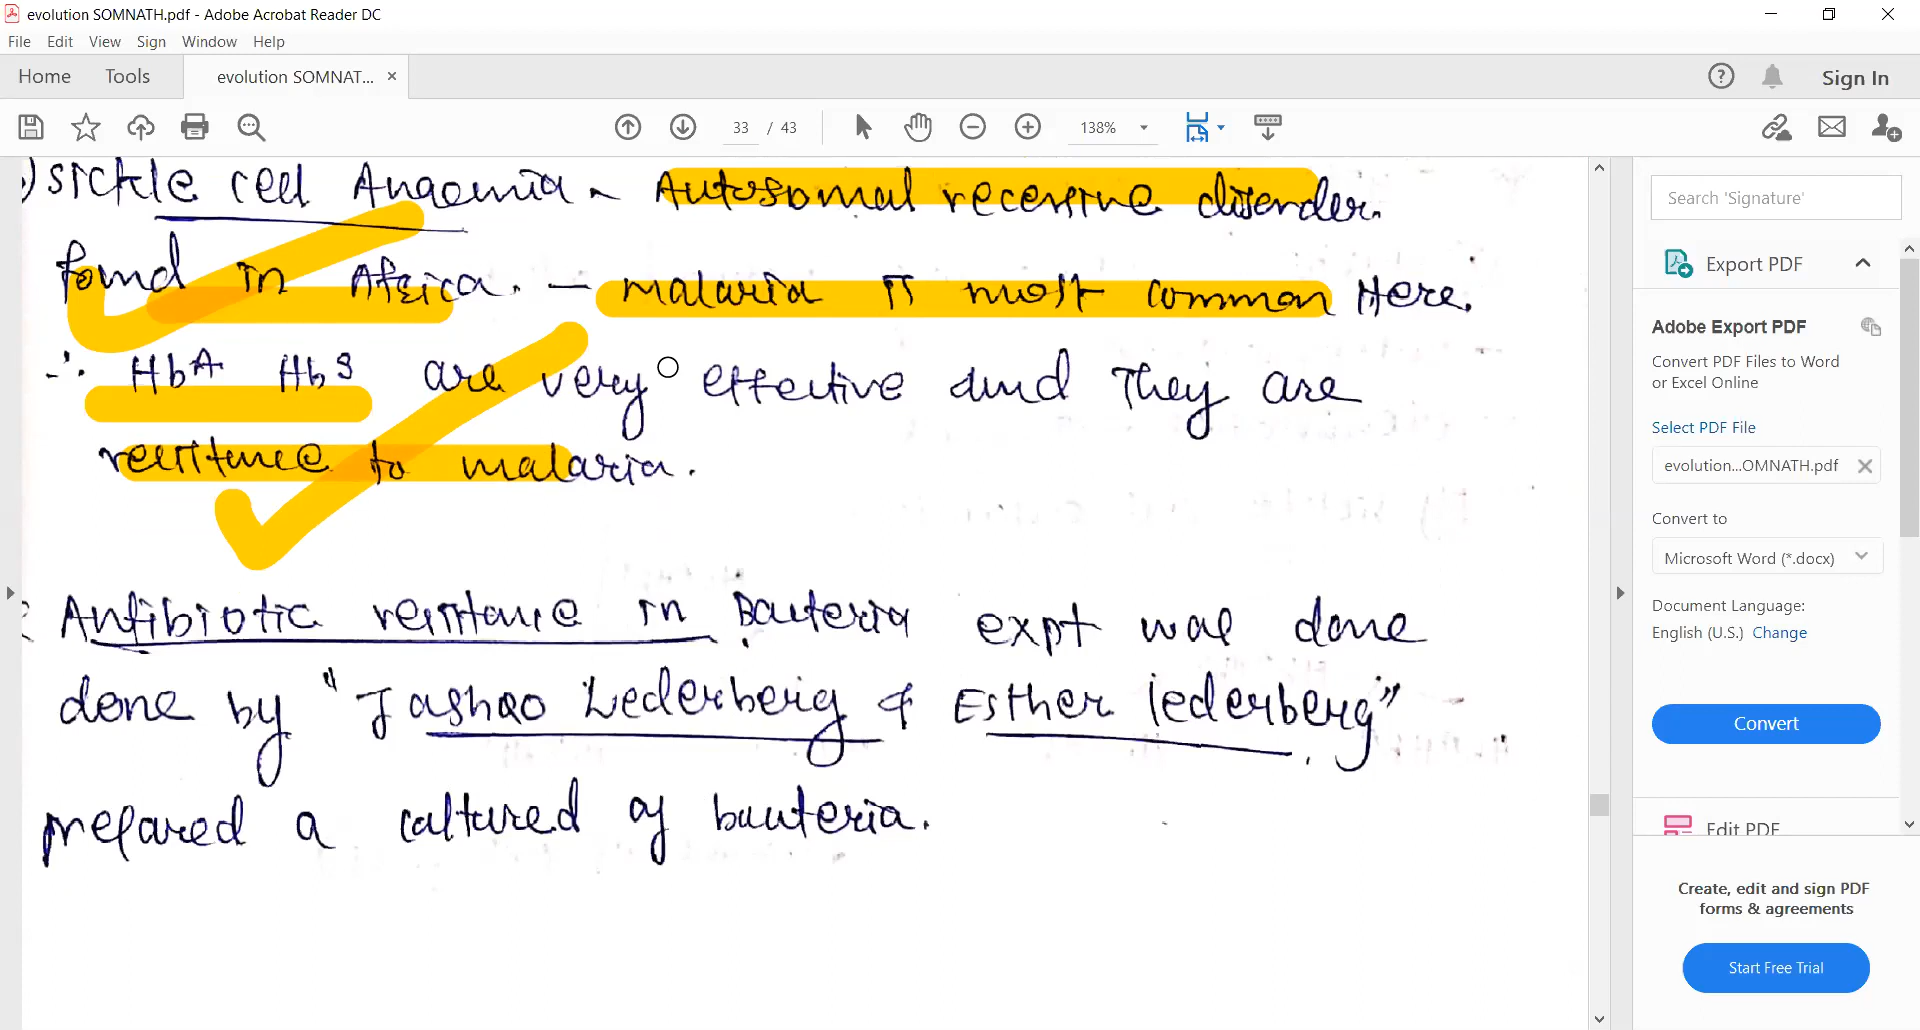 evolution SOMNATH.pdf - Adobe Acrobat Reader DC
File Edit View Sign Window Help
Home Tools evolution SOMNAT... × ? Sign In
33 / 43 138%
) sickle cell Anaemia - Autosomal recessive disorder.
found in Africa. - malaria is most common Here.
∴ HbA HbS are very effective and They are
resistance to malaria.
Antibiotic resistance in Bacteria expt was done
done by "Jashao Lederberg & Esther lederberg"
prepared a cultured of bacteria.
Search 'Signature'
Export PDF
Adobe Export PDF
Convert PDF Files to Word
or Excel Online
Select PDF File
evolution...OMNATH.pdf
Convert to
Microsoft Word (*.docx)
Document Language:
English (U.S.) Change
Convert
Edit PDF
Create, edit and sign PDF
forms & agreements
Start Free Trial